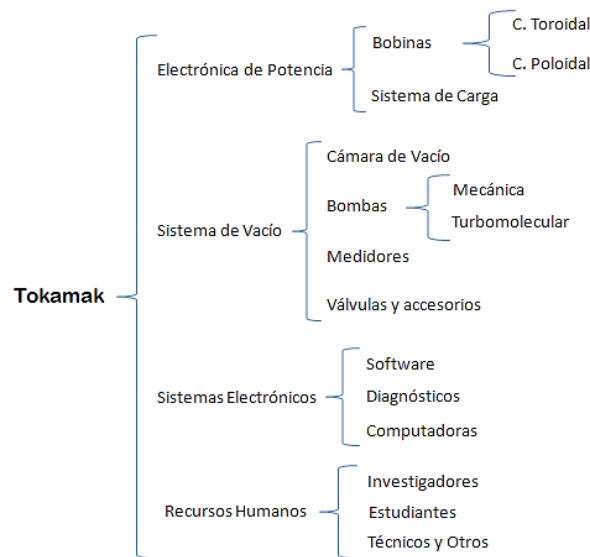 Tokamak
Electrónica de Potencia
Bobinas
C. Toroidal
C. Poloidal
Sistema de Carga
Sistema de Vacío
Cámara de Vacío
Bombas
Mecánica
Turbomolecular
Medidores
Válvulas y accesorios
Sistemas Electrónicos
Software
Diagnósticos
Computadoras
Recursos Humanos
Investigadores
Estudiantes
Técnicos y Otros